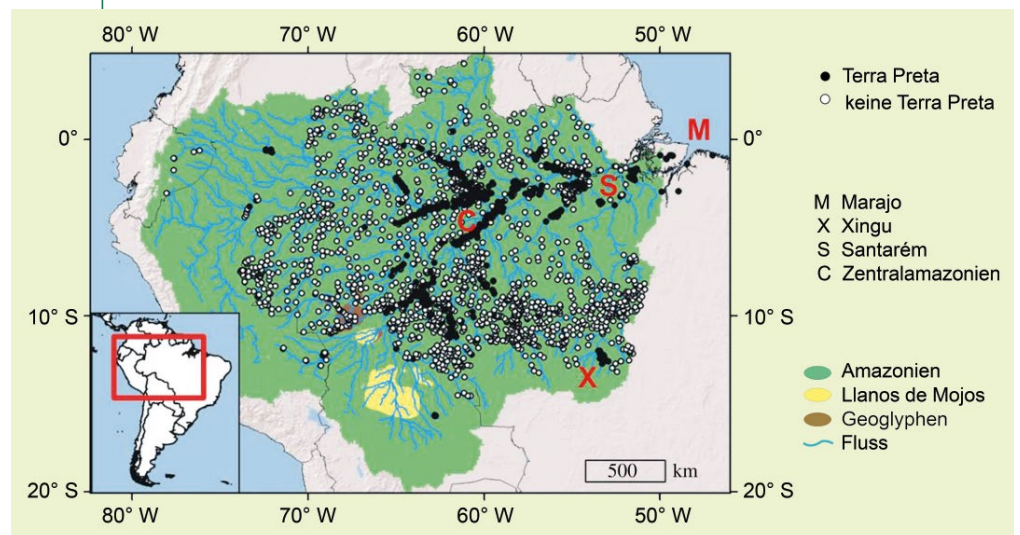 80° W 70° W 60° W 50° W
Terra Preta
keine Terra Preta
M
0° 0°
S
M Marajo
X Xingu
S Santarém
C Zentralamazonien
C
10° S 10° S
X
Amazonien
Llanos de Mojos
Geoglyphen
Fluss
500 km
20° S 20° S
80° W 70° W 60° W 50° W